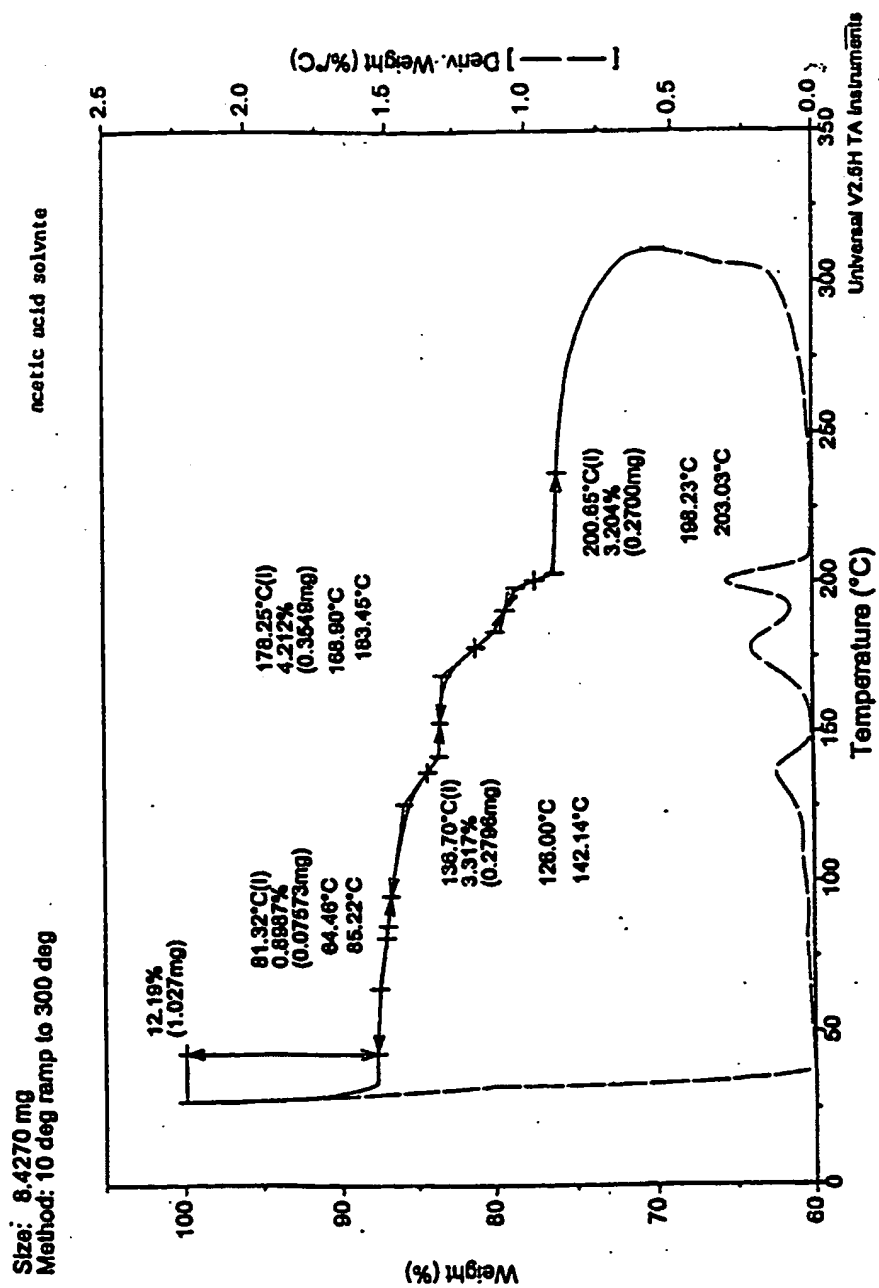 Size: 8.4270 mg
Method: 10 deg ramp to 300 deg
acetic acid solvnte
12.19%
(1.027mg)
81.32°C(I)
0.8987%
(0.07573mg)
64.46°C
85.22°C
136.70°C(I)
3.317%
(0.2796mg)
126.00°C
142.14°C
178.25°C(I)
4.212%
(0.3549mg)
168.90°C
183.45°C
200.65°C(I)
3.204%
(0.2700mg)
198.23°C
203.03°C
Weight (%)
100
90
80
70
60
0
50
100
150
200
250
300
350
Temperature (°C)
2.5
2.0
1.5
1.0
0.5
0.0
[ — — — ] Deriv. Weight (%/°C)
Universal V2.5H TA Instruments